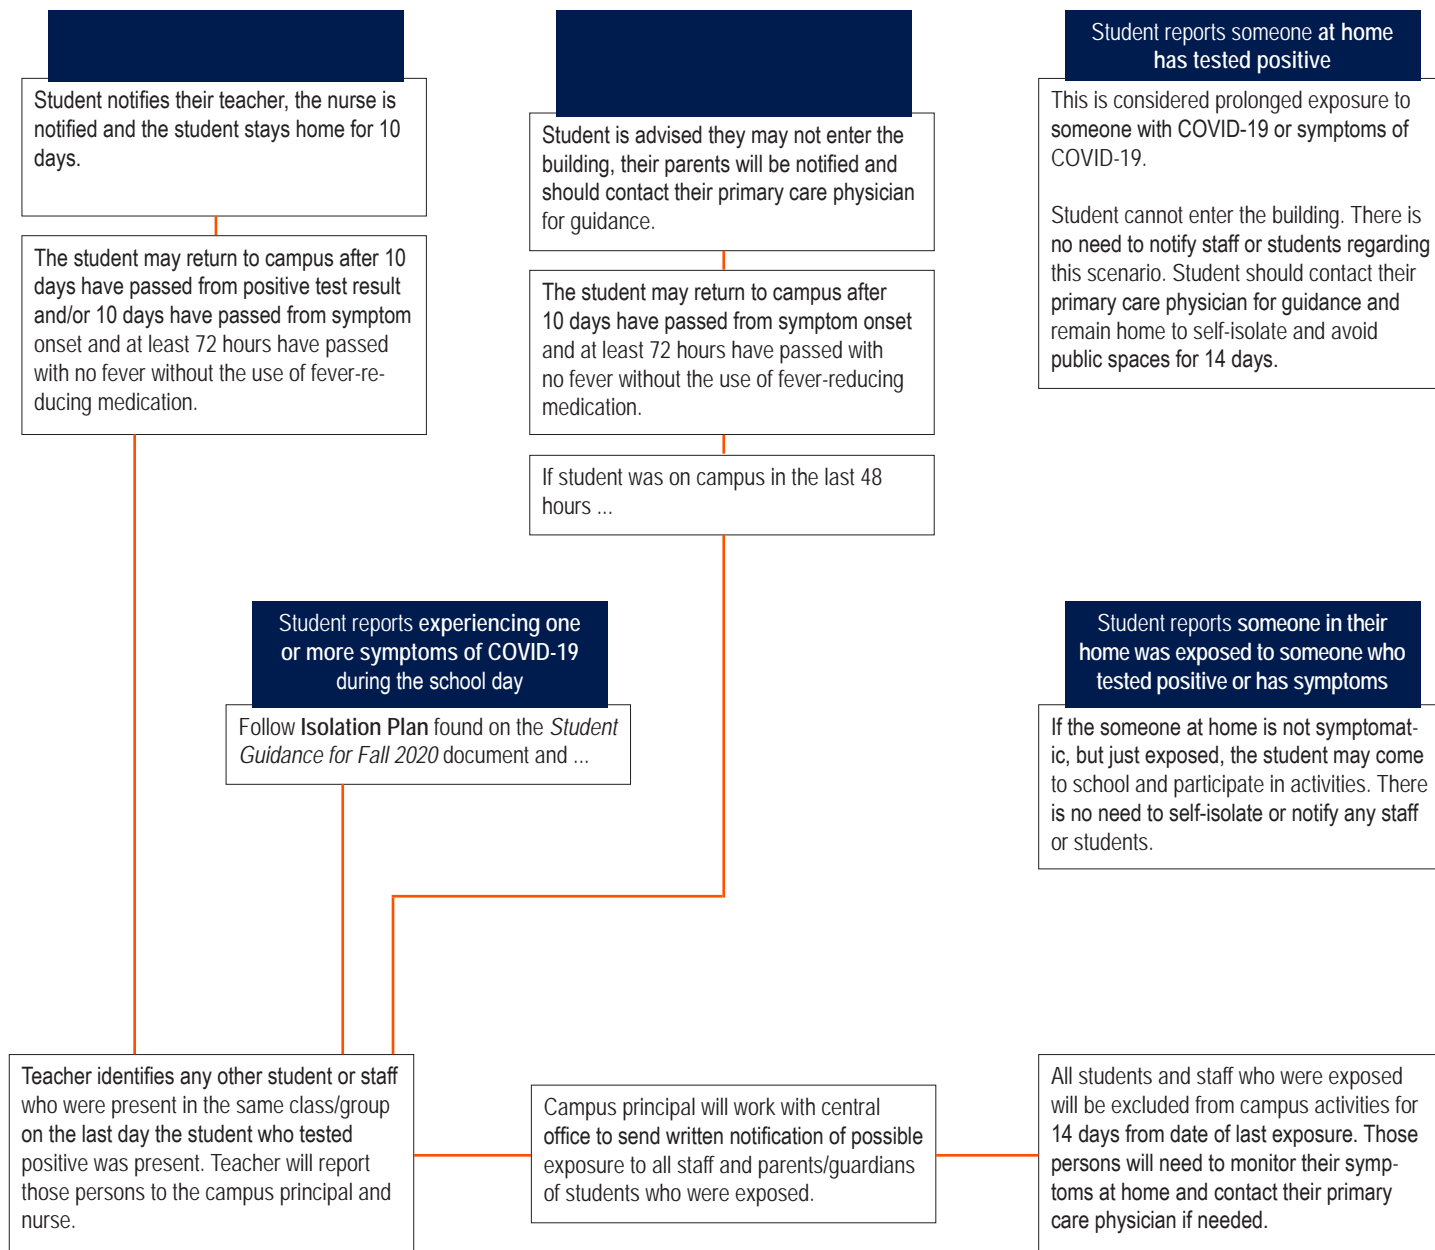 Student notifies their teacher, the nurse is
notified and the student stays home for 10
days.
The student may return to campus after 10
days have passed from positive test result
and/or 10 days have passed from symptom
onset and at least 72 hours have passed
with no fever without the use of fever-re-
ducing medication.
Student is advised they may not enter the
building, their parents will be notified and
should contact their primary care physician
for guidance.
The student may return to campus after
10 days have passed from symptom onset
and at least 72 hours have passed with
no fever without the use of fever-reducing
medication.
If student was on campus in the last 48
hours ...
Student reports someone at home
has tested positive
This is considered prolonged exposure to
someone with COVID-19 or symptoms of
COVID-19.
Student cannot enter the building. There is
no need to notify staff or students regarding
this scenario. Student should contact their
primary care physician for guidance and
remain home to self-isolate and avoid
public spaces for 14 days.
Student reports experiencing one
or more symptoms of COVID-19
during the school day
Follow Isolation Plan found on the Student
Guidance for Fall 2020 document and ...
Student reports someone in their
home was exposed to someone who
tested positive or has symptoms
If the someone at home is not symptomat-
ic, but just exposed, the student may come
to school and participate in activities. There
is no need to self-isolate or notify any staff
or students.
Teacher identifies any other student or staff
who were present in the same class/group
on the last day the student who tested
positive was present. Teacher will report
those persons to the campus principal and
nurse.
Campus principal will work with central
office to send written notification of possible
exposure to all staff and parents/guardians
of students who were exposed.
All students and staff who were exposed
will be excluded from campus activities for
14 days from date of last exposure. Those
persons will need to monitor their symp-
toms at home and contact their primary
care physician if needed.